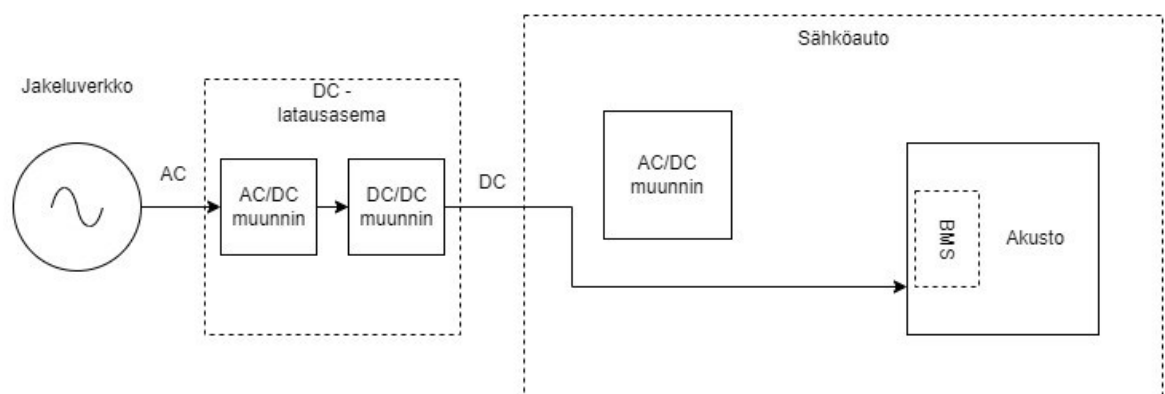 Sähköauto
Jakeluverkko
DC -
latausasema
AC
AC/DC
muunnin
DC/DC
muunnin
DC
AC/DC
muunnin
BMS
Akusto